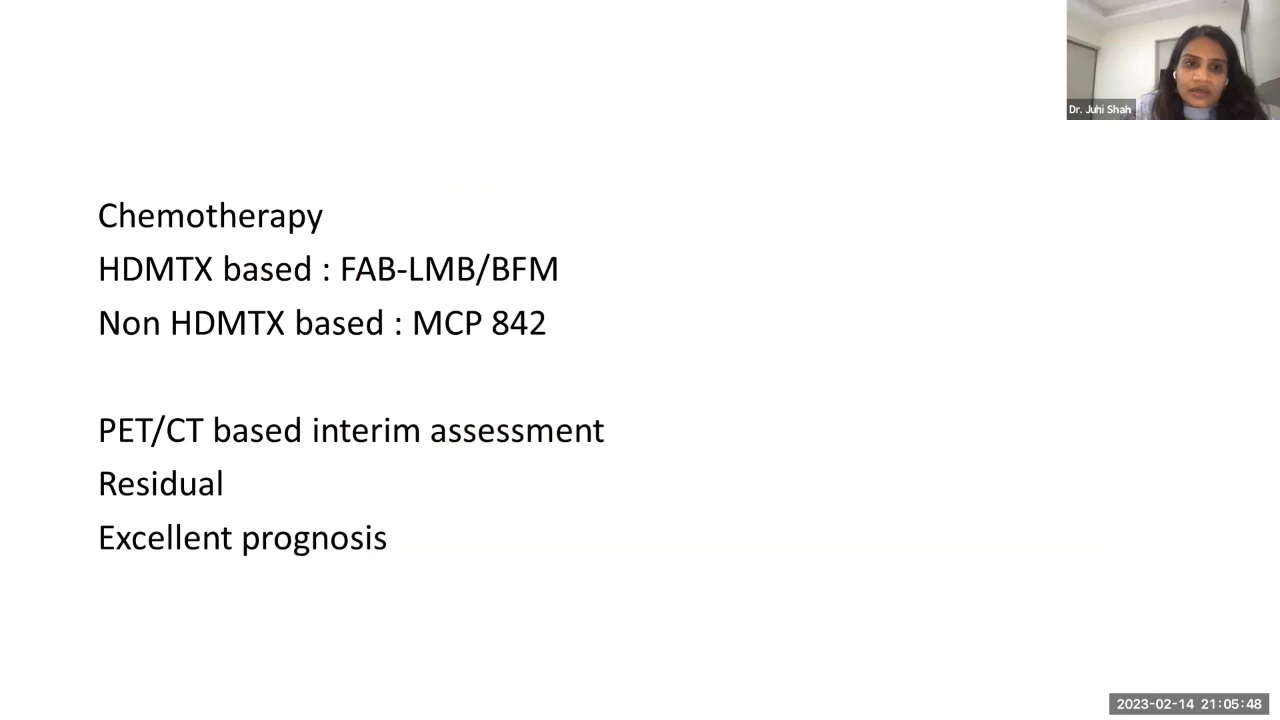 Dr. Juhi Shah
Chemotherapy
HDMTX based : FAB-LMB/BFM
Non HDMTX based : MCP 842
PET/CT based interim assessment
Residual
Excellent prognosis
2023-02-14 21:05:48